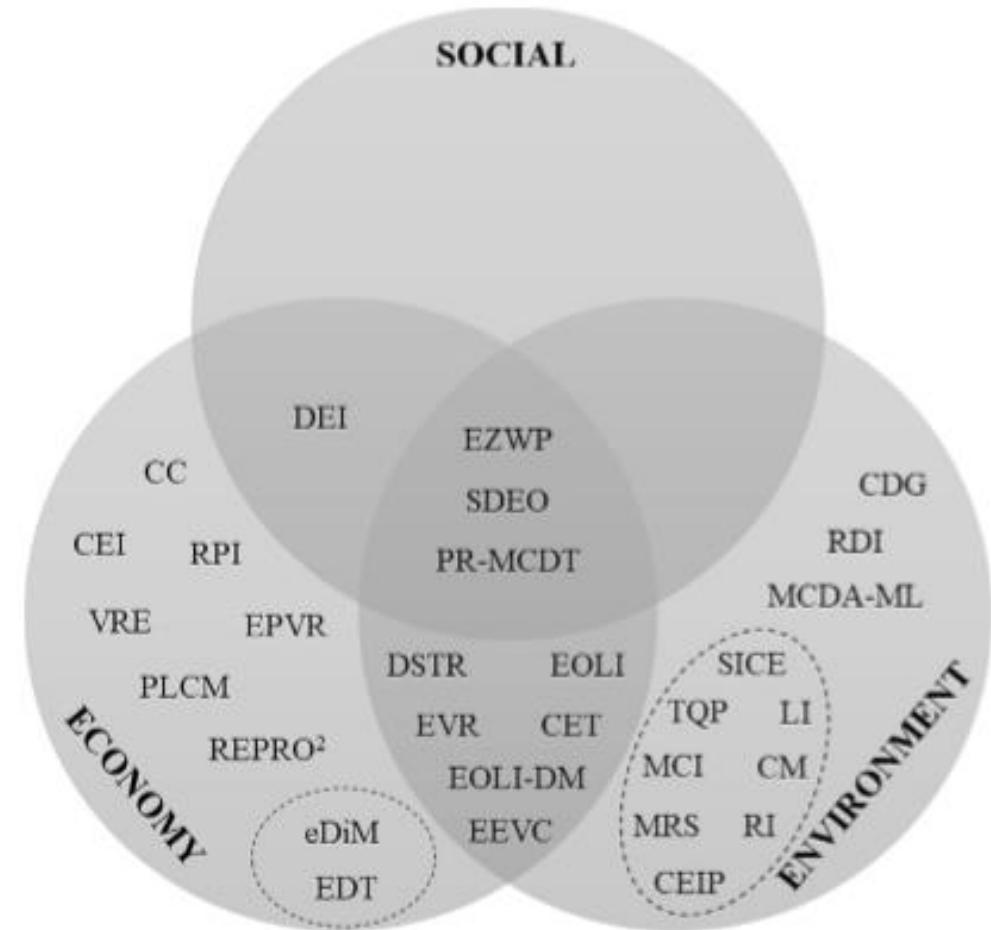 SOCIAL
DEI
EZWP
CC
SDEO
CDG
CEI
RPI
PR-MCDT
RDI
VRE
EPVR
MCDA-ML
DSTR
EOLI
SICE
PLCM
TQP
LI
EVR
CET
REPRO²
MCI
CM
EOLI-DM
eDiM
EEVC
MRS
RI
EDT
CEIP
ECONOMY
ENVIRONMENT